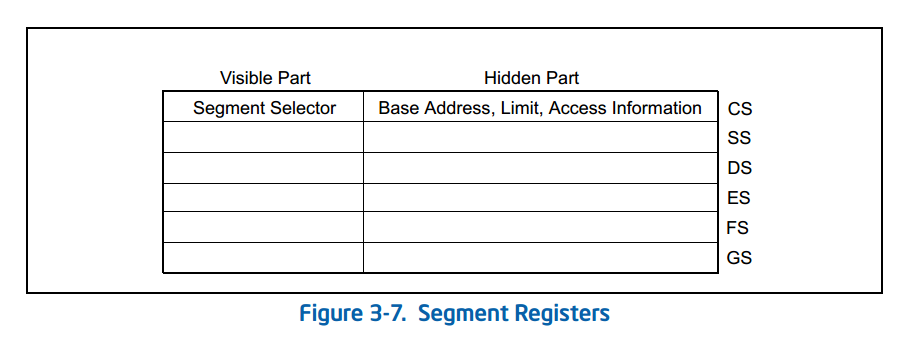 Visible Part Hidden Part
Segment Selector Base Address, Limit, Access Information CS
SS
DS
ES
FS
GS
Figure 3-7. Segment Registers